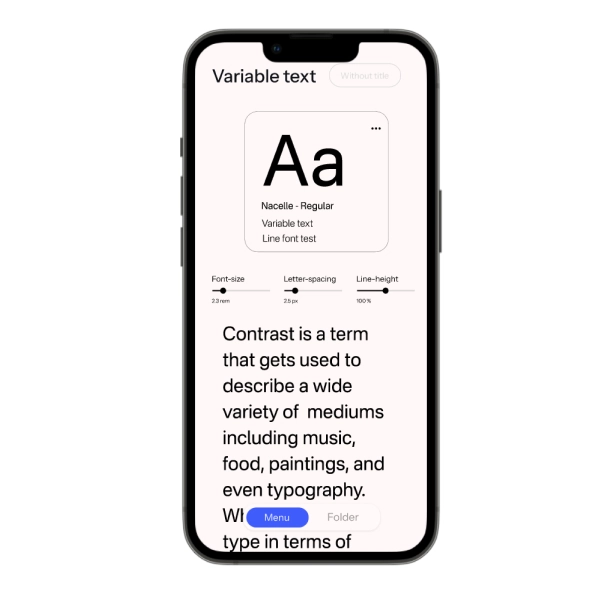 Variable text
Without title
Aa
Nacelle - Regular
Variable text
Line font test
Font-size
Letter-spacing
Line-height
2.3 rem
2.5 px
100 %
Contrast is a term
that gets used to
describe a wide
variety of  mediums
including music,
food, paintings, and
even typography.
Menu
Folder
type in terms of